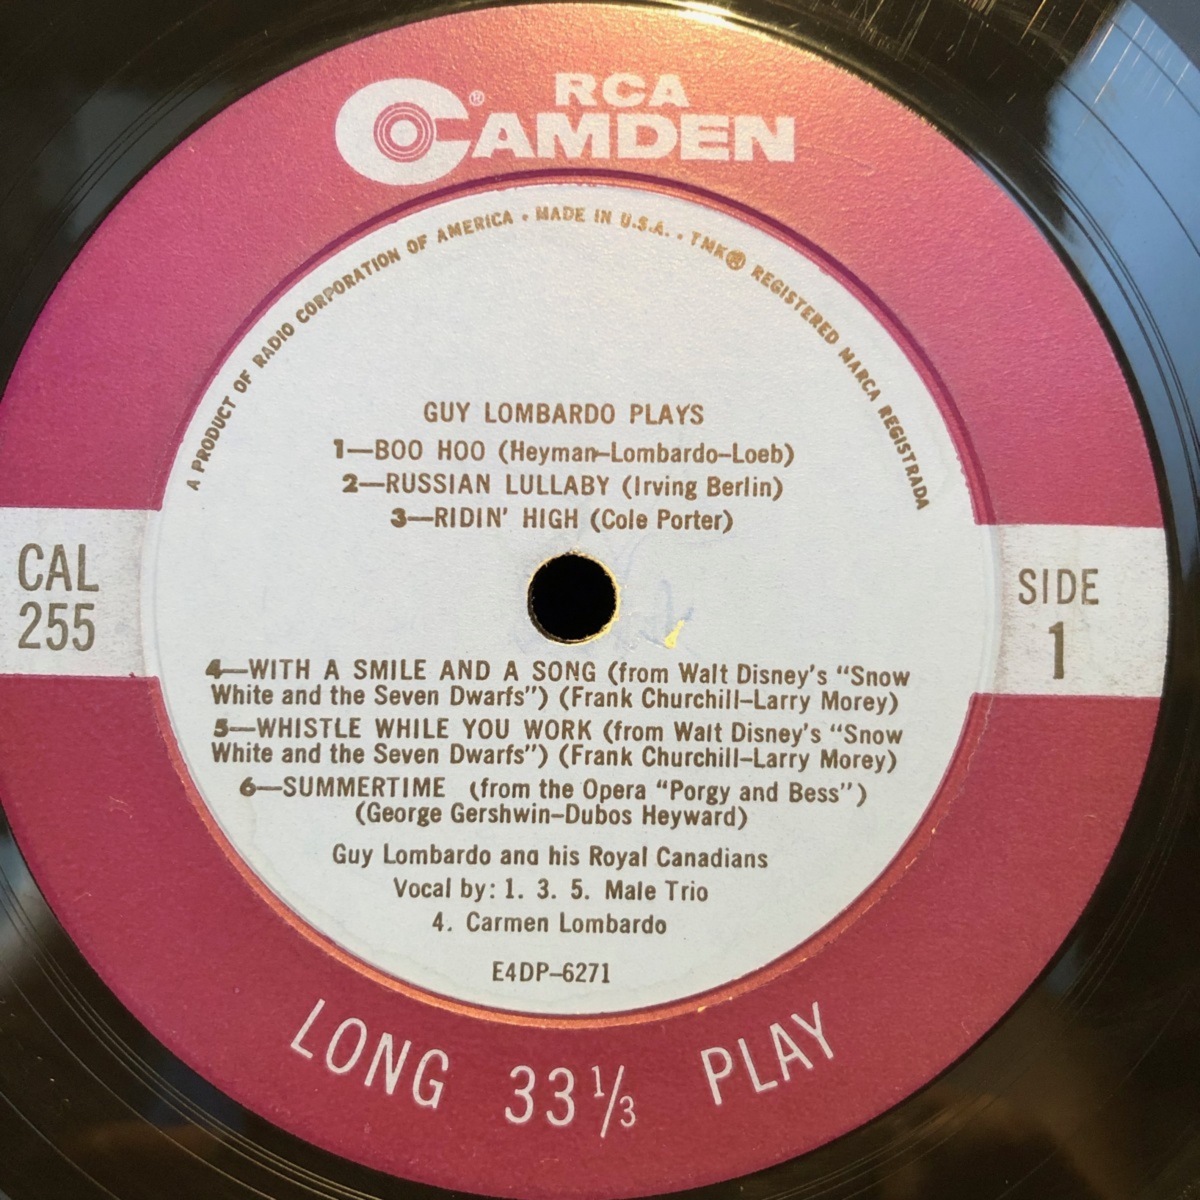 RCA
CAMDEN®
A PRODUCT OF RADIO CORPORATION OF AMERICA • MADE IN U.S.A. • TMK® REGISTERED MARCA REGISTRADA
GUY LOMBARDO PLAYS
1—BOO HOO (Heyman–Lombardo–Loeb)
2—RUSSIAN LULLABY (Irving Berlin)
3—RIDIN' HIGH (Cole Porter)
CAL
255
SIDE
1
4—WITH A SMILE AND A SONG (from Walt Disney's "Snow
White and the Seven Dwarfs") (Frank Churchill–Larry Morey)
5—WHISTLE WHILE YOU WORK (from Walt Disney's "Snow
White and the Seven Dwarfs") (Frank Churchill–Larry Morey)
6—SUMMERTIME (from the Opera "Porgy and Bess")
(George Gershwin–Dubos Heyward)
Guy Lombardo and his Royal Canadians
Vocal by: 1. 3. 5. Male Trio
4. Carmen Lombardo
E4DP–6271
LONG 33 1/3 PLAY